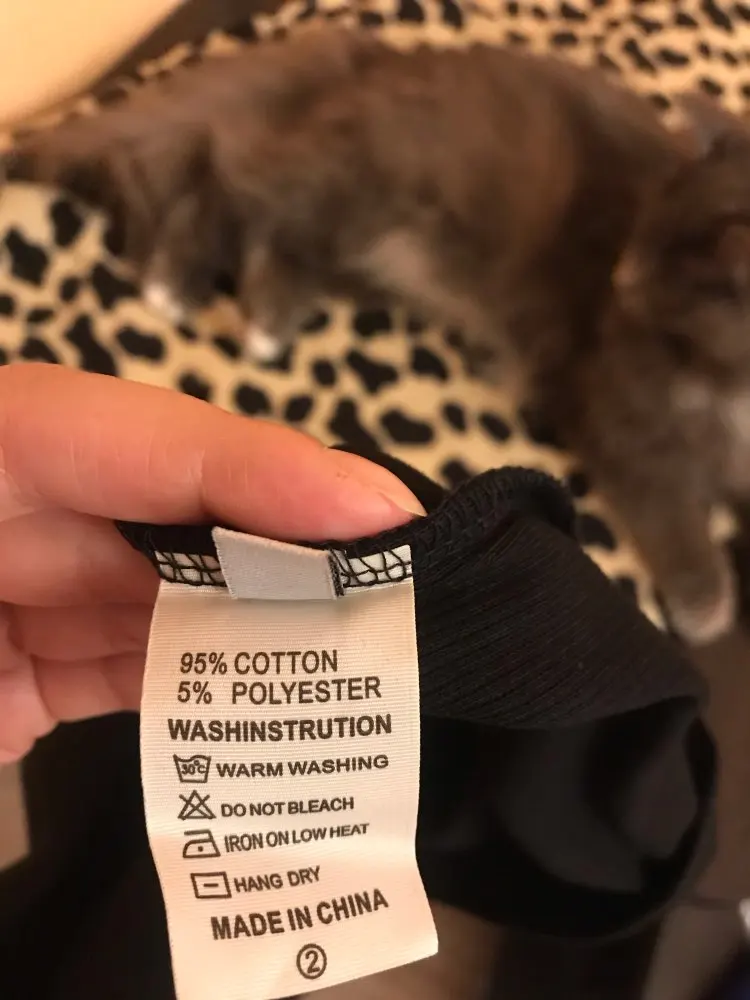 95% COTTON
5% POLYESTER
WASHINSTRUTION
30°C WARM WASHING
DO NOT BLEACH
IRON ON LOW HEAT
HANG DRY
MADE IN CHINA
2